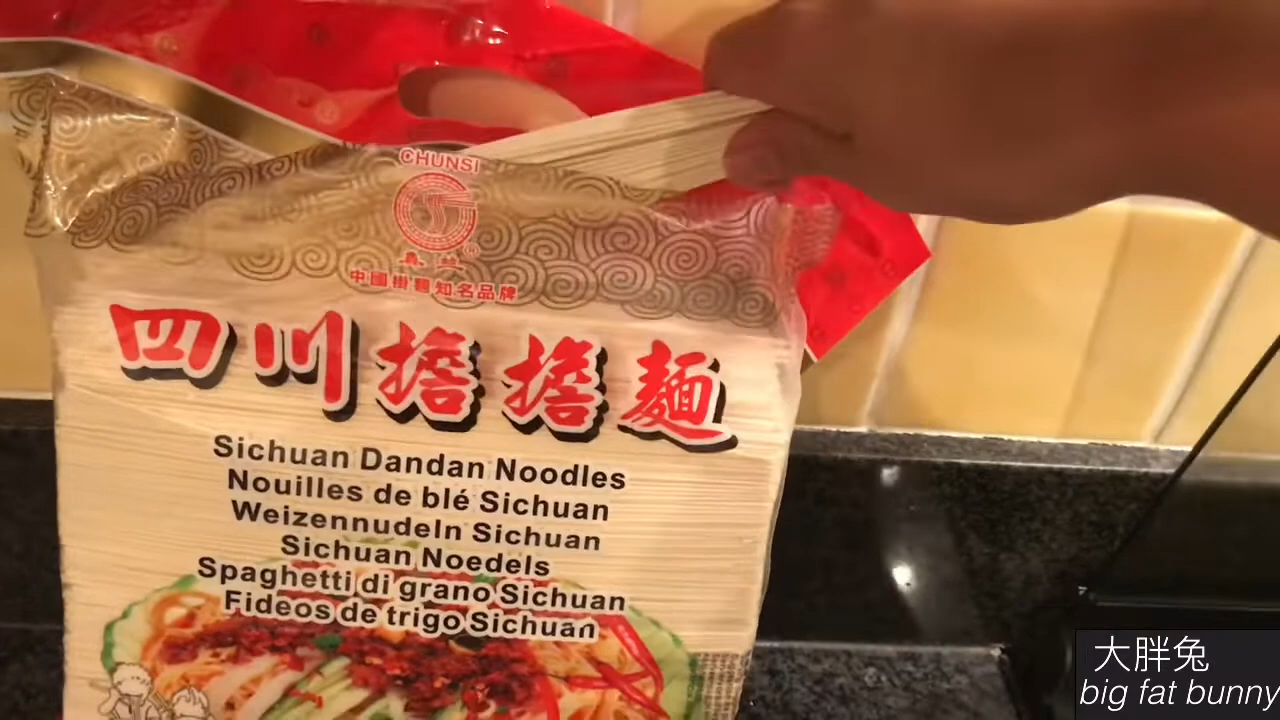 CHUNSI
春丝
中國掛麵知名品牌
四川擔擔麵
Sichuan Dandan Noodles
Nouilles de blé Sichuan
Weizennudeln Sichuan
Sichuan Noedels
Spaghetti di grano Sichuan
Fideos de trigo Sichuan
大胖兔
big fat bunny